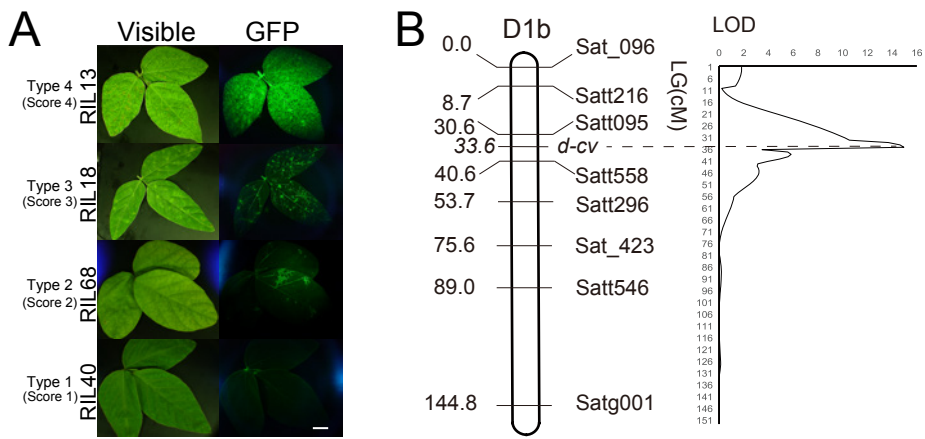 A
Visible GFP
Type 4
(Score 4)
RIL13
Type 3
(Score 3)
RIL18
Type 2
(Score 2)
RIL68
Type 1
(Score 1)
RIL40
B
D1b
0.0 Sat_096
8.7 Satt216
30.6 Satt095
33.6 d-cv
40.6 Satt558
53.7 Satt296
75.6 Sat_423
89.0 Satt546
144.8 Satg001
LOD
0 2 4 6 8 10 12 14 16
LG(cM)
1
6
11
16
21
26
31
36
41
46
51
56
61
66
71
76
81
86
91
96
101
106
111
116
121
126
131
136
141
146
151